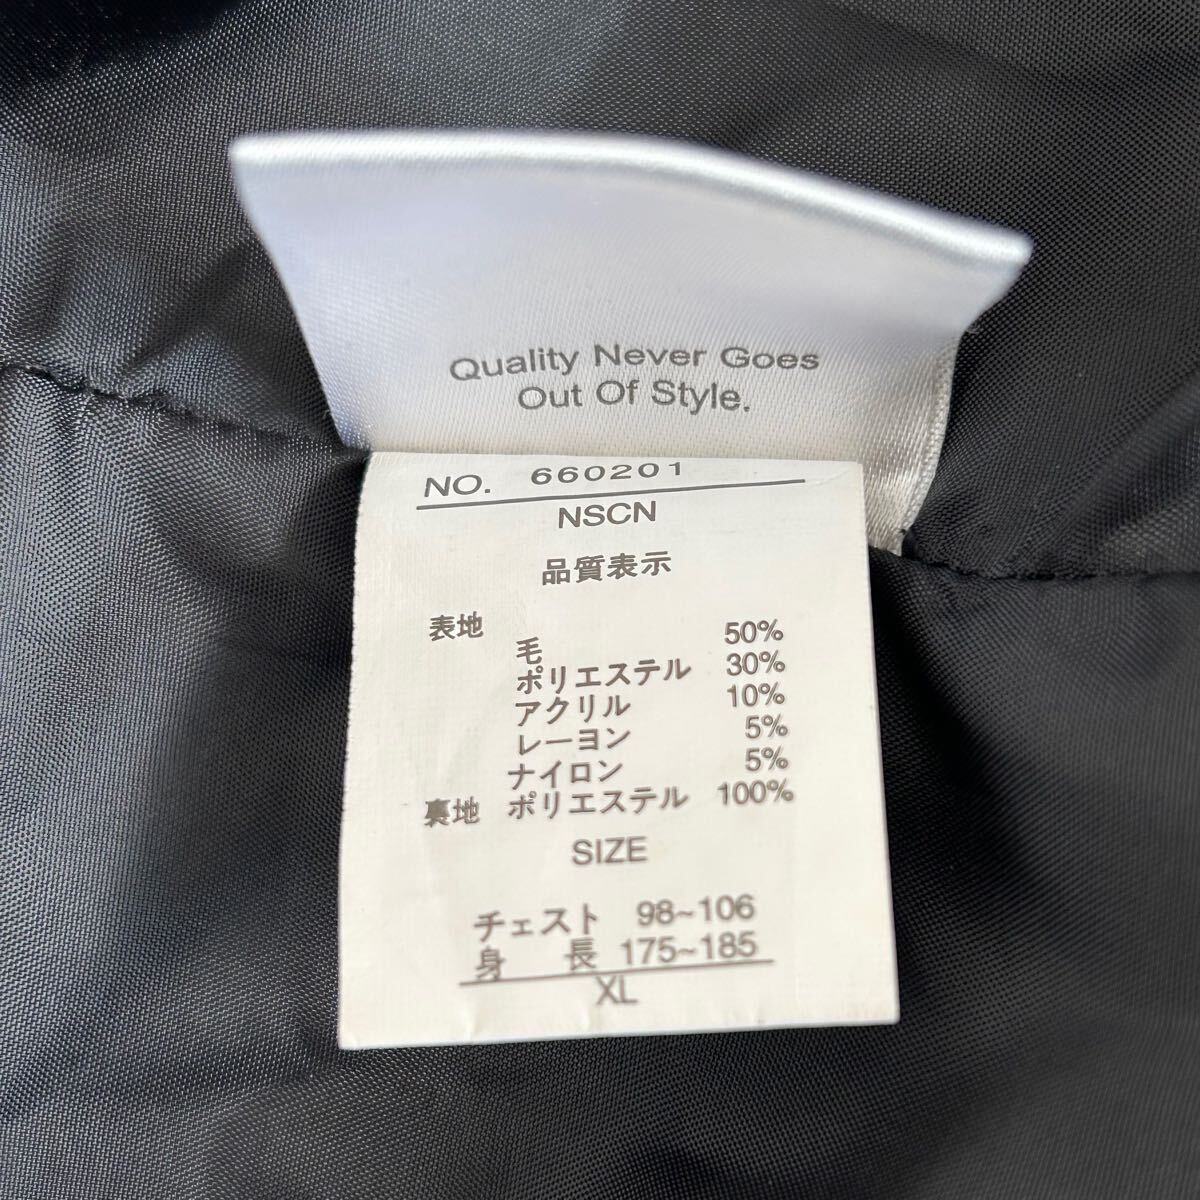 Quality Never Goes
Out Of Style.
NO. 660201
NSCN
品質表示
表地
毛 50%
ポリエステル 30%
アクリル 10%
レーヨン 5%
ナイロン 5%
裏地 ポリエステル 100%
SIZE
チェスト 98~106
身 長 175~185
XL